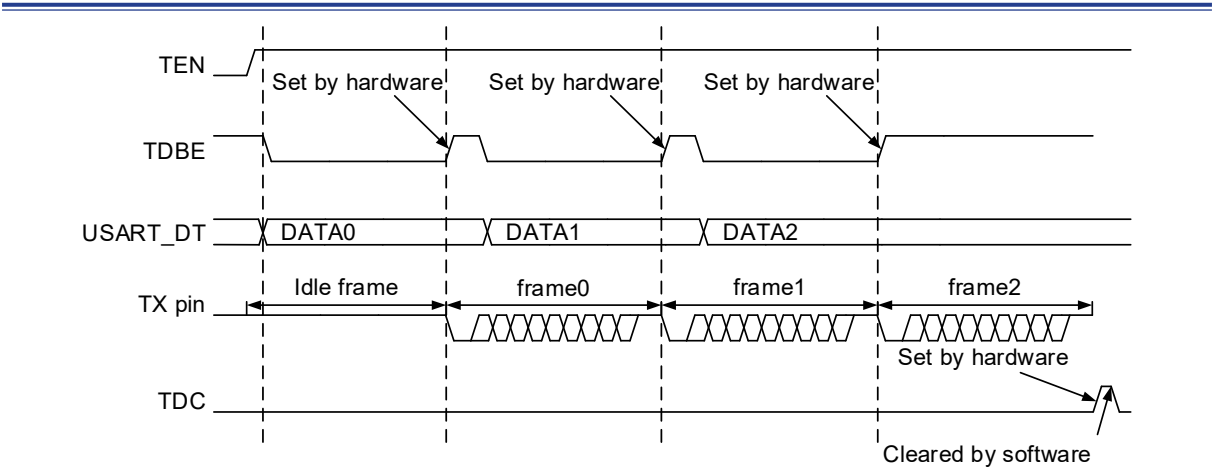 TEN
Set by hardware Set by hardware Set by hardware
TDBE
USART_DT DATA0 DATA1 DATA2
Idle frame frame0 frame1 frame2
TX pin
Set by hardware
TDC
Cleared by software